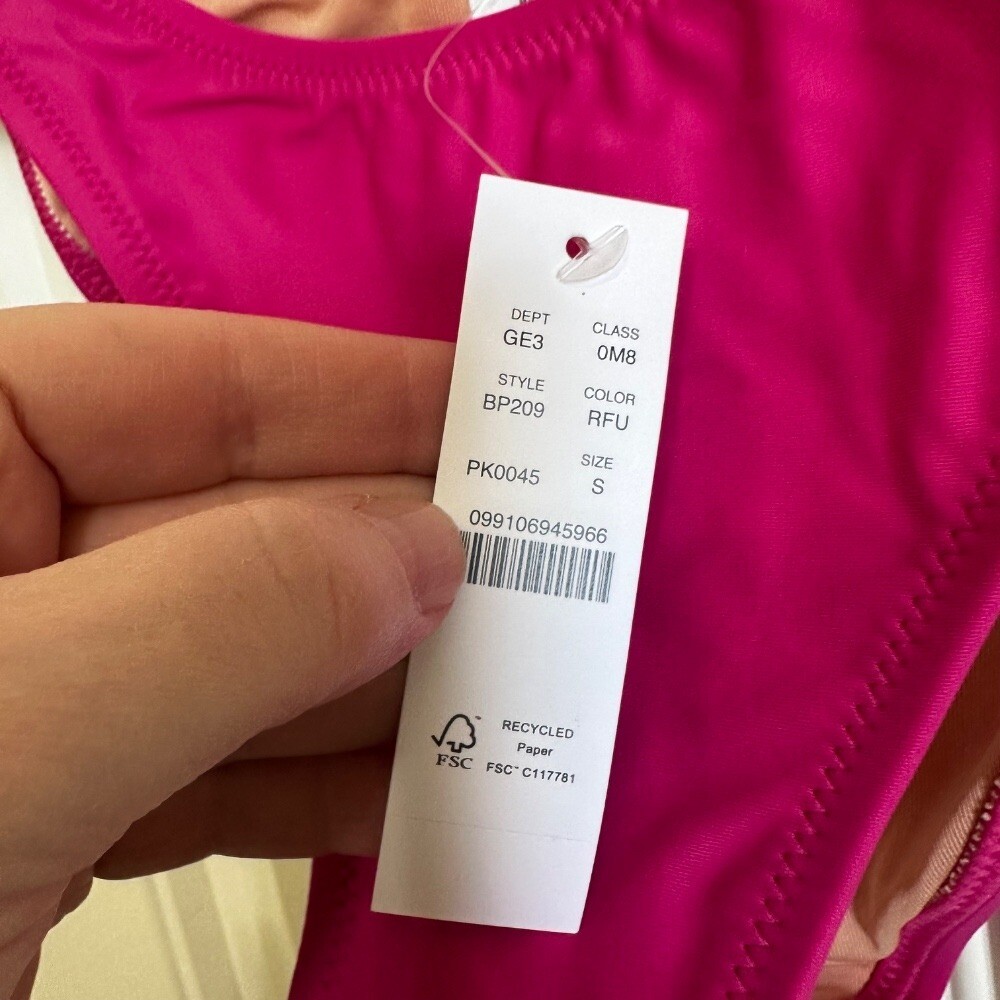 DEPT CLASS
GE3 0M8
STYLE COLOR
BP209 RFU
PK0045 SIZE
S
099106945966
FSC
RECYCLED
Paper
FSC™ C117781